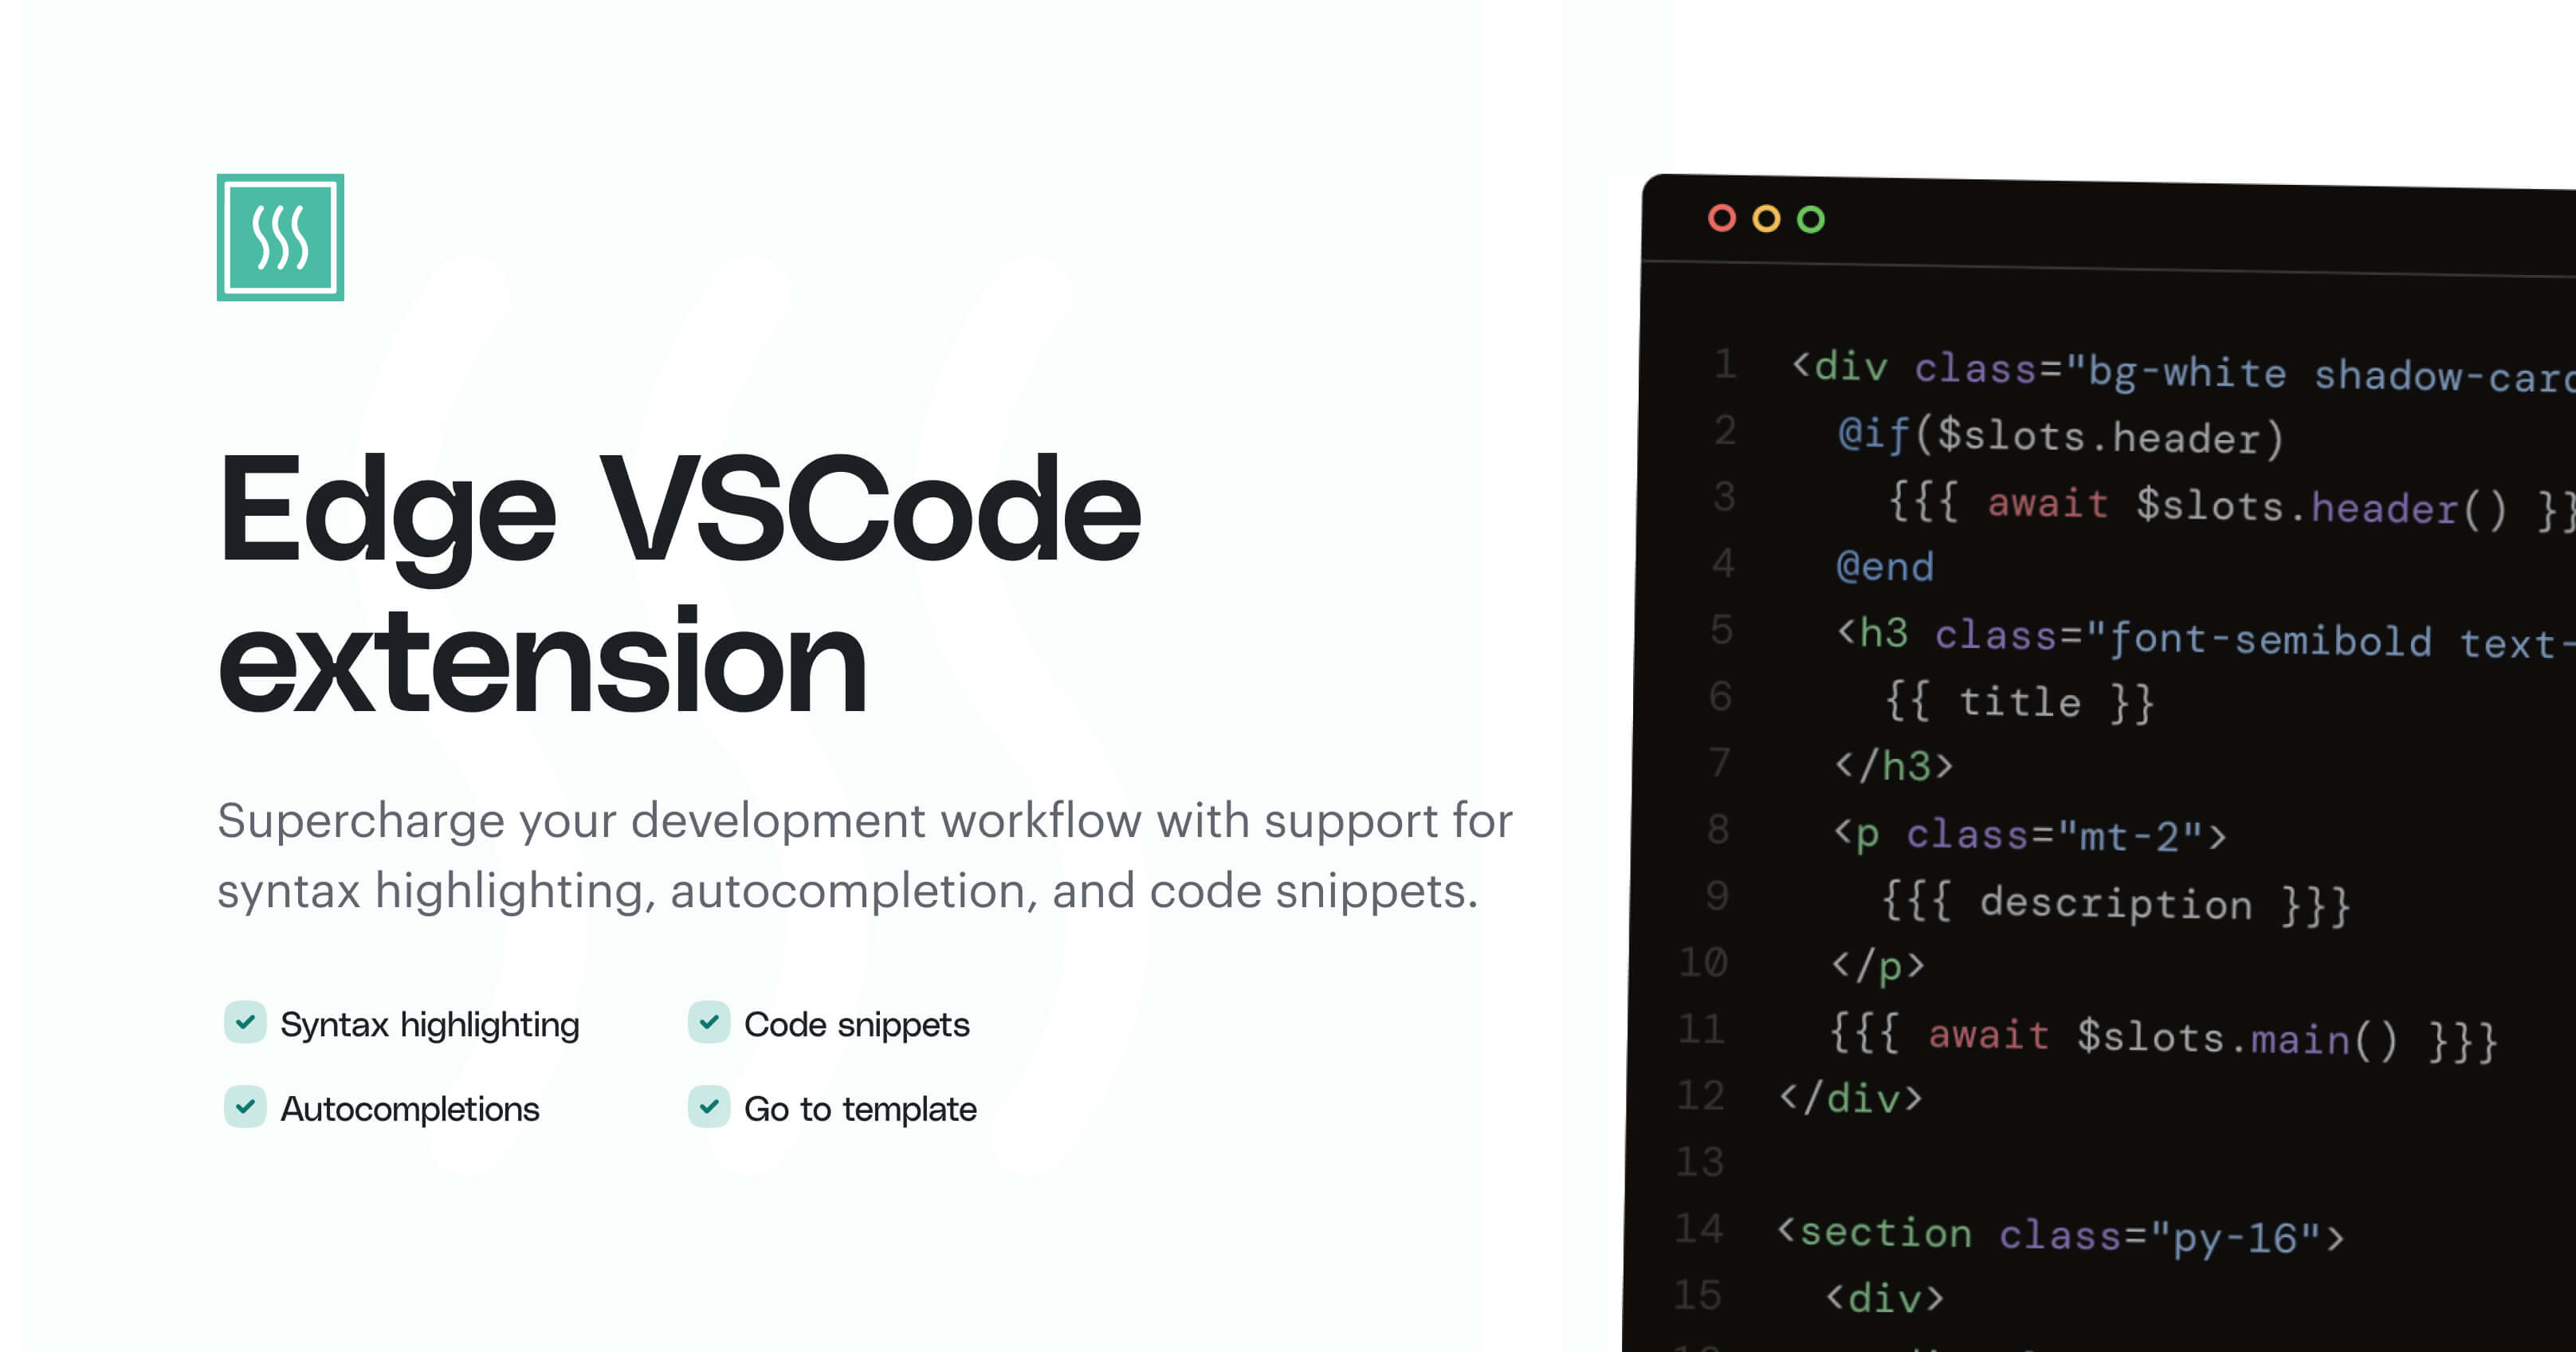 Edge VSCode
extension
Supercharge your development workflow with support for
syntax highlighting, autocompletion, and code snippets.
Syntax highlighting
Code snippets
Autocompletions
Go to template
1 <div class="bg-white
2 @if($slots.header)
3 {{{ await $slots.header() }}
4 @end
5 <h3 class="font-semibold text-
6 {{ title }}
7 </h3>
8 <p class="mt-2">
9 {{{ description }}}
10 </p>
11 {{{ await $slots.main() }}}
12 </div>
13
14 <section class="py-16">
15 <div>